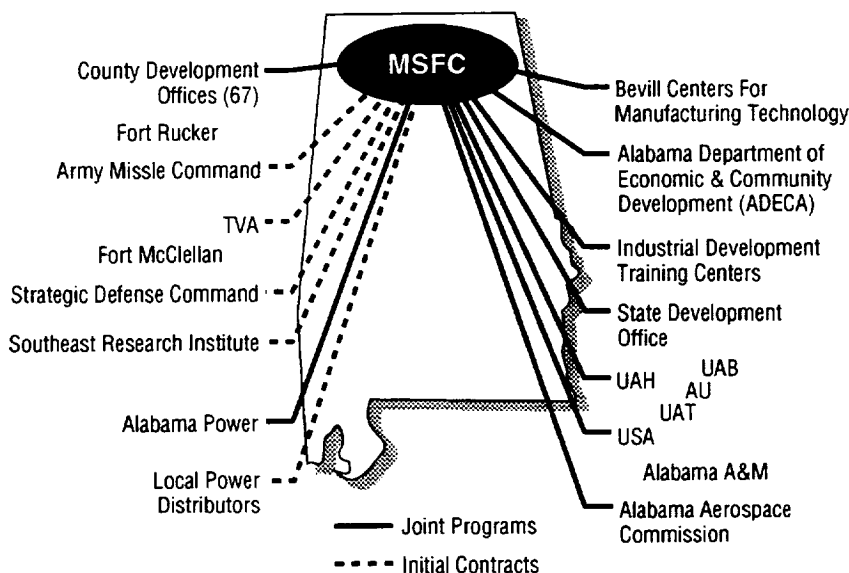 MSFC
County Development
Offices (67)
Fort Rucker
Army Missle Command
TVA
Fort McClellan
Strategic Defense Command
Southeast Research Institute
Alabama Power
Local Power
Distributors
Bevill Centers For
Manufacturing Technology
Alabama Department of
Economic & Community
Development (ADECA)
Industrial Development
Training Centers
State Development
Office
UAH
UAB
AU
UAT
USA
Alabama A&M
Alabama Aerospace
Commission
Joint Programs
Initial Contracts